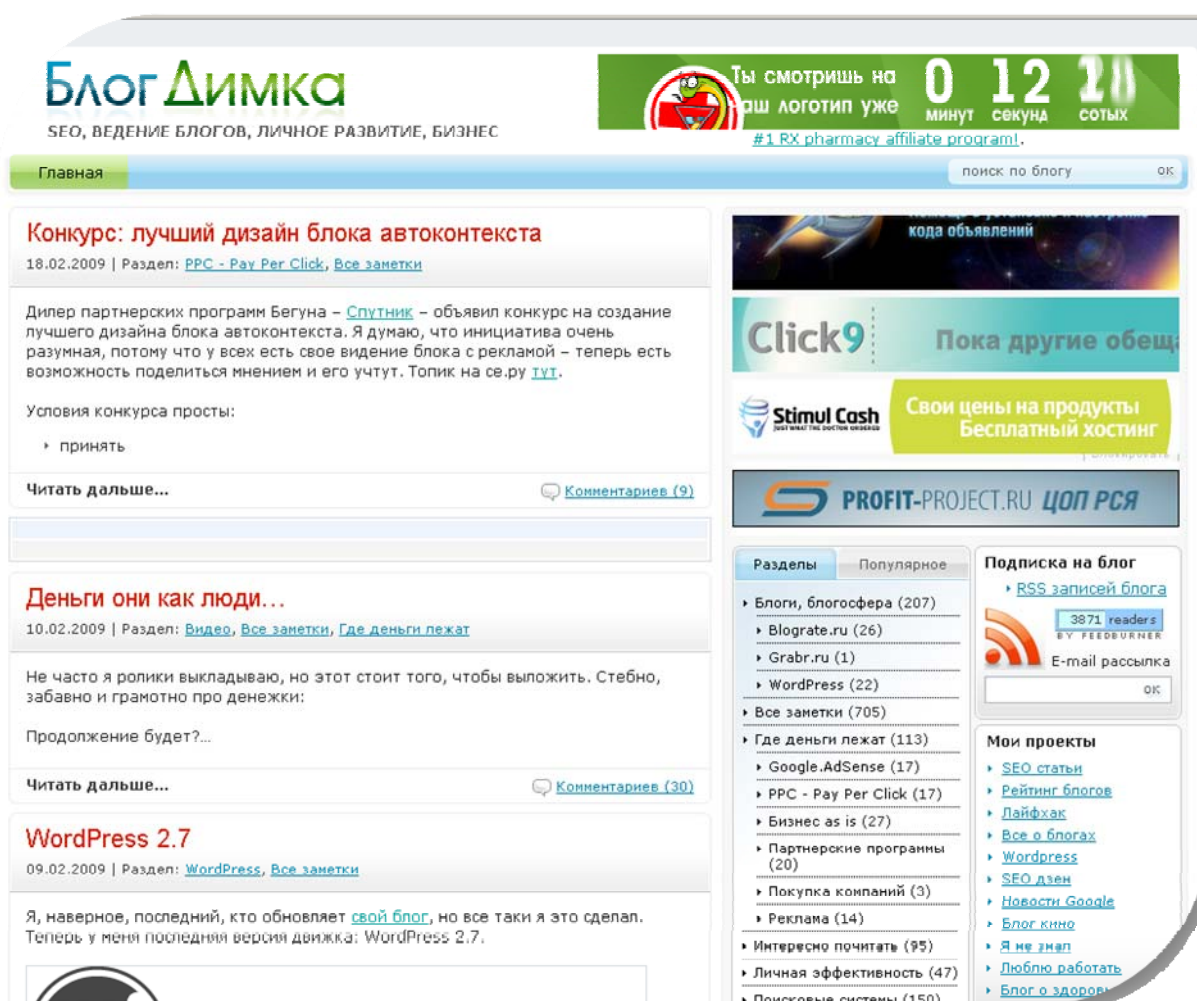 БлогДимка
SEO, ВЕДЕНИЕ БЛОГОВ, ЛИЧНОЕ РАЗВИТИЕ, БИЗНЕС
Ты смотришь на
наш логотип уже
0 12
минут секунд сотых
#1 RX pharmacy affiliate program!.
Главная
поиск по блогу ок
Конкурс: лучший дизайн блока автоконтекста
18.02.2009 | Раздел: PPC - Pay Per Click, Все заметки
Дилер партнерских программ Бегуна – Спутник – объявил конкурс на создание
лучшего дизайна блока автоконтекста. Я думаю, что инициатива очень
разумная, потому что у всех есть свое видение блока с рекламой – теперь есть
возможность поделиться мнением и его учтут. Топик на се.ру тут.
Условия конкурса просты:
принять
Читать дальше...
Комментариев (9)
Деньги они как люди...
10.02.2009 | Раздел: Видео, Все заметки, Где деньги лежат
Не часто я ролики выкладываю, но этот стоит того, чтобы выложить. Стебно,
забавно и грамотно про денежки:
Продолжение будет?...
Читать дальше...
Комментариев (30)
WordPress 2.7
09.02.2009 | Раздел: WordPress, Все заметки
Я, наверное, последний, кто обновляет свой блог, но все таки я это сделал.
Теперь у меня последняя версия движка: WordPress 2.7.
кода объявлений
Click9
Пока другие обеща
Stimul Cash
JUST WHAT THE DOCTOR ORDERED
Свои цены на продукты
Бесплатный хостинг
PROFIT-PROJECT.RU ЦОП РСЯ
Разделы Популярное
Блоги, блогосфера (207)
Blograte.ru (26)
Grabr.ru (1)
WordPress (22)
Все заметки (705)
Где деньги лежат (113)
Google.AdSense (17)
PPC - Pay Per Click (17)
Бизнес as is (27)
Партнерские программы
(20)
Покупка компаний (3)
Реклама (14)
Интересно почитать (95)
Личная эффективность (47)
Поисковые системы (150)
Подписка на блог
RSS записей блога
3871 readers
BY FEEDBURNER
E-mail рассылка
ок
Мои проекты
SEO статьи
Рейтинг блогов
Лайфхак
Все о блогах
Wordpress
SEO дзен
Новости Google
Блог кино
Я не знал
Люблю работать
Блог о здоровь